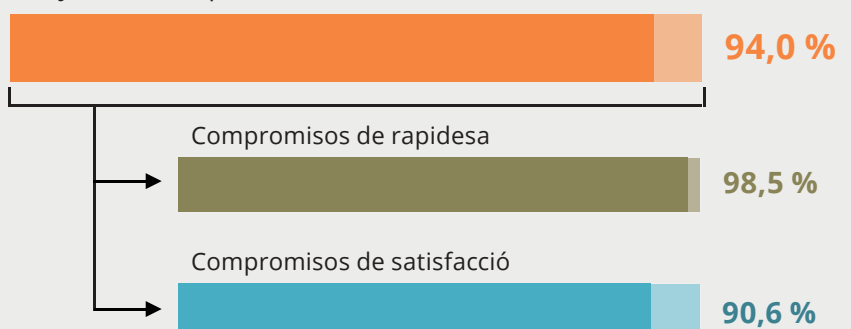 94,0 %
Compromisos de rapidesa
98,5 %
Compromisos de satisfacció
90,6 %